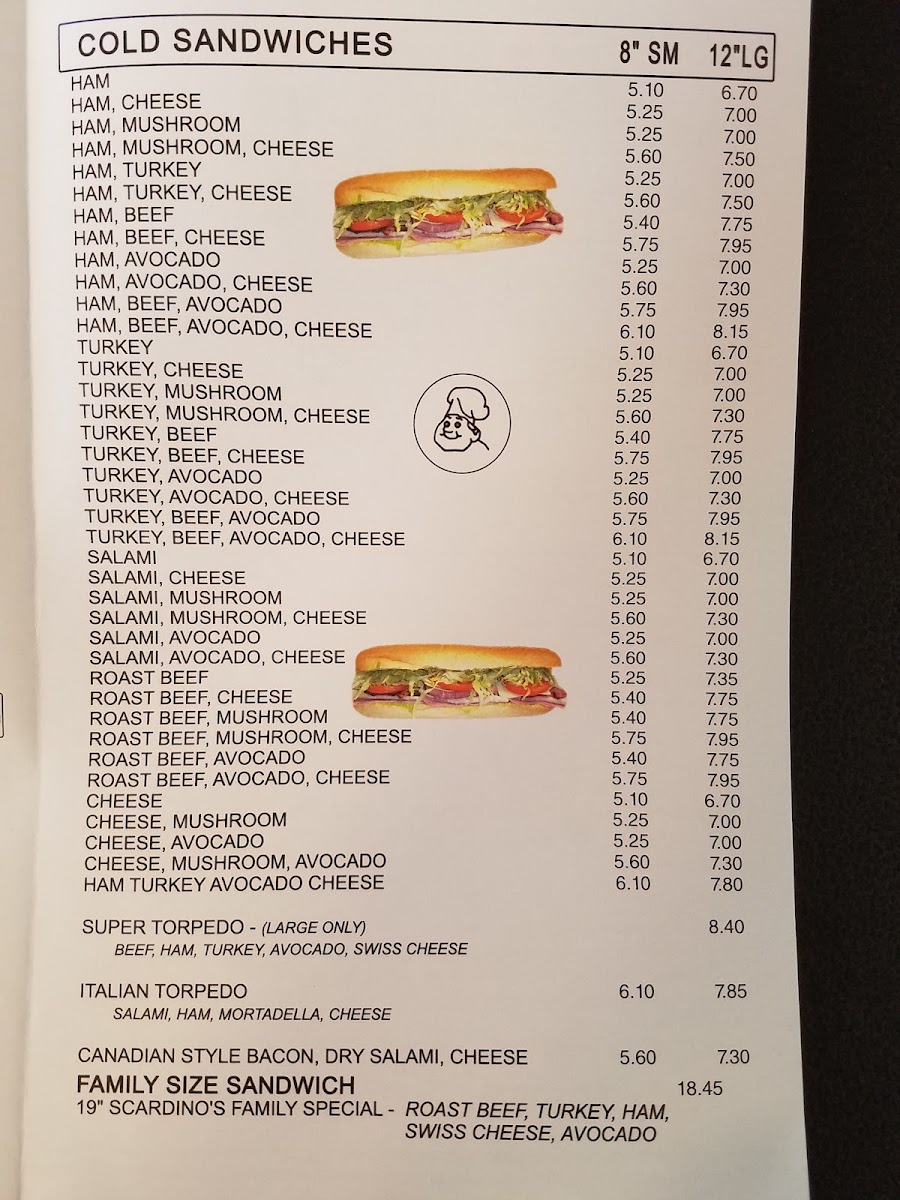 COLD SANDWICHES 8" SM 12"LG
HAM 5.10 6.70
HAM, CHEESE 5.25 7.00
HAM, MUSHROOM 5.25 7.00
HAM, MUSHROOM, CHEESE 5.60 7.50
HAM, TURKEY 5.25 7.00
HAM, TURKEY, CHEESE 5.60 7.50
HAM, BEEF 5.40 7.75
HAM, BEEF, CHEESE 5.75 7.95
HAM, AVOCADO 5.25 7.00
HAM, AVOCADO, CHEESE 5.60 7.30
HAM, BEEF, AVOCADO 5.75 7.95
HAM, BEEF, AVOCADO, CHEESE 6.10 8.15
TURKEY 5.10 6.70
TURKEY, CHEESE 5.25 7.00
TURKEY, MUSHROOM 5.25 7.00
TURKEY, MUSHROOM, CHEESE 5.60 7.30
TURKEY, BEEF 5.40 7.75
TURKEY, BEEF, CHEESE 5.75 7.95
TURKEY, AVOCADO 5.25 7.00
TURKEY, AVOCADO, CHEESE 5.60 7.30
TURKEY, BEEF, AVOCADO 5.75 7.95
TURKEY, BEEF, AVOCADO, CHEESE 6.10 8.15
SALAMI 5.10 6.70
SALAMI, CHEESE 5.25 7.00
SALAMI, MUSHROOM 5.25 7.00
SALAMI, MUSHROOM, CHEESE 5.60 7.30
SALAMI, AVOCADO 5.25 7.00
SALAMI, AVOCADO, CHEESE 5.60 7.30
ROAST BEEF 5.25 7.35
ROAST BEEF, CHEESE 5.40 7.75
ROAST BEEF, MUSHROOM 5.40 7.75
ROAST BEEF, MUSHROOM, CHEESE 5.75 7.95
ROAST BEEF, AVOCADO 5.40 7.75
ROAST BEEF, AVOCADO, CHEESE 5.75 7.95
CHEESE 5.10 6.70
CHEESE, MUSHROOM 5.25 7.00
CHEESE, AVOCADO 5.25 7.00
CHEESE, MUSHROOM, AVOCADO 5.60 7.30
HAM TURKEY AVOCADO CHEESE 6.10 7.80
SUPER TORPEDO - (LARGE ONLY) 8.40
BEEF, HAM, TURKEY, AVOCADO, SWISS CHEESE
ITALIAN TORPEDO 6.10 7.85
SALAMI, HAM, MORTADELLA, CHEESE
CANADIAN STYLE BACON, DRY SALAMI, CHEESE 5.60 7.30
FAMILY SIZE SANDWICH 18.45
19" SCARDINO'S FAMILY SPECIAL - ROAST BEEF, TURKEY, HAM,
SWISS CHEESE, AVOCADO